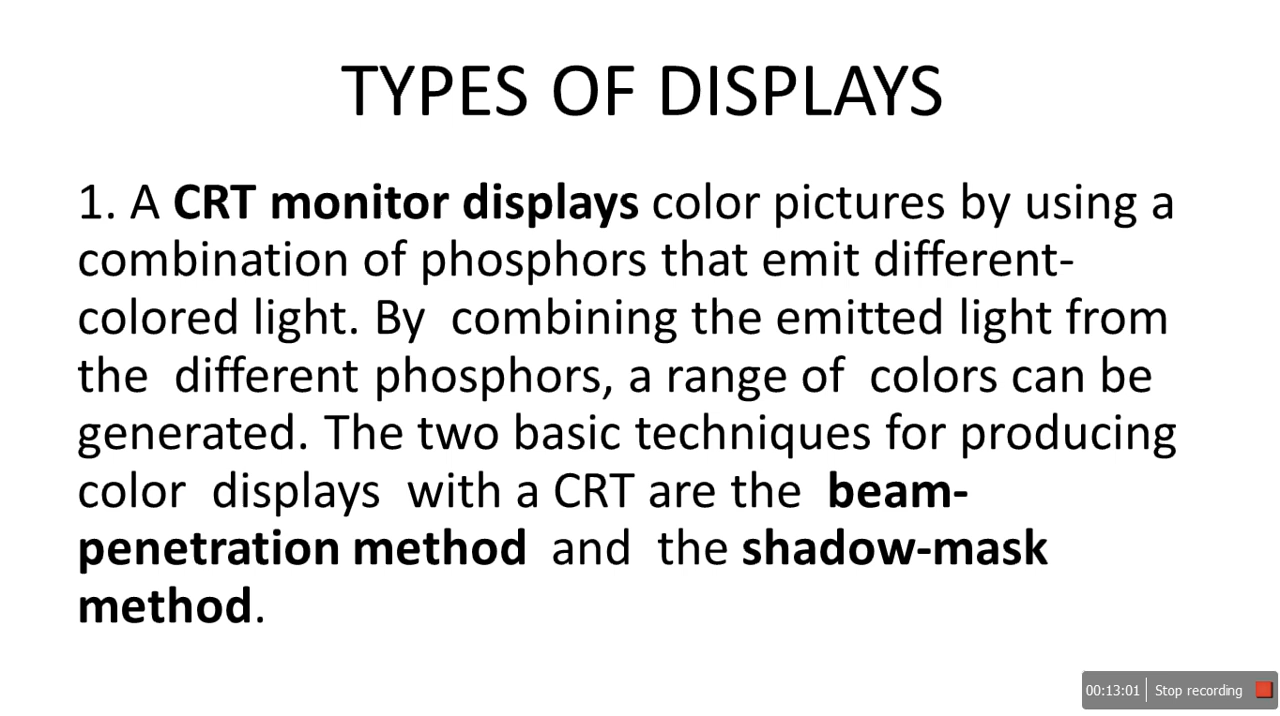 TYPES OF DISPLAYS
1. A CRT monitor displays color pictures by using a
combination of phosphors that emit different-
colored light. By  combining the emitted light from
the  different phosphors, a range of  colors can be
generated. The two basic techniques for producing
color  displays  with a CRT are the  beam-
penetration method  and  the shadow-mask
method.
00:13:01 Stop recording